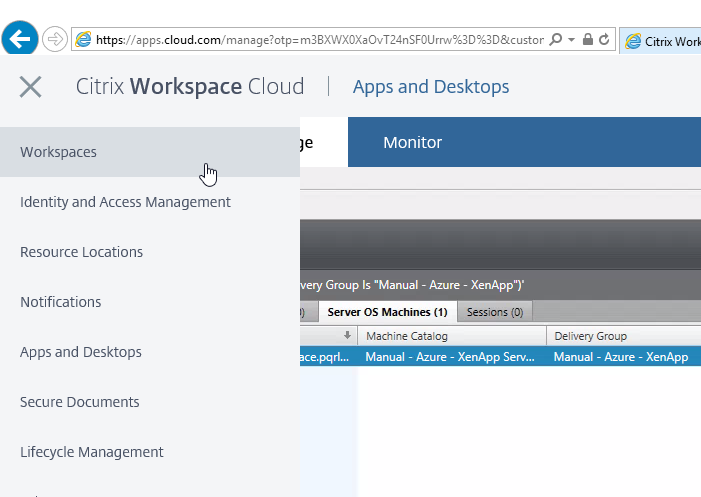 https://apps.cloud.com/manage?otp=m3BXWX0XaOvT24nSF0Urrw%3D%3D&custor
Citrix Work
Citrix Workspace Cloud | Apps and Desktops
ge
Monitor
Workspaces
Identity and Access Management
Resource Locations
Notifications
Apps and Desktops
Secure Documents
Lifecycle Management
very Group Is "Manual - Azure - XenApp")'
Server OS Machines (1)
Sessions (0)
Machine Catalog
Delivery Group
ace.pqrl...
Manual - Azure - XenApp Serv...
Manual - Azure - XenApp